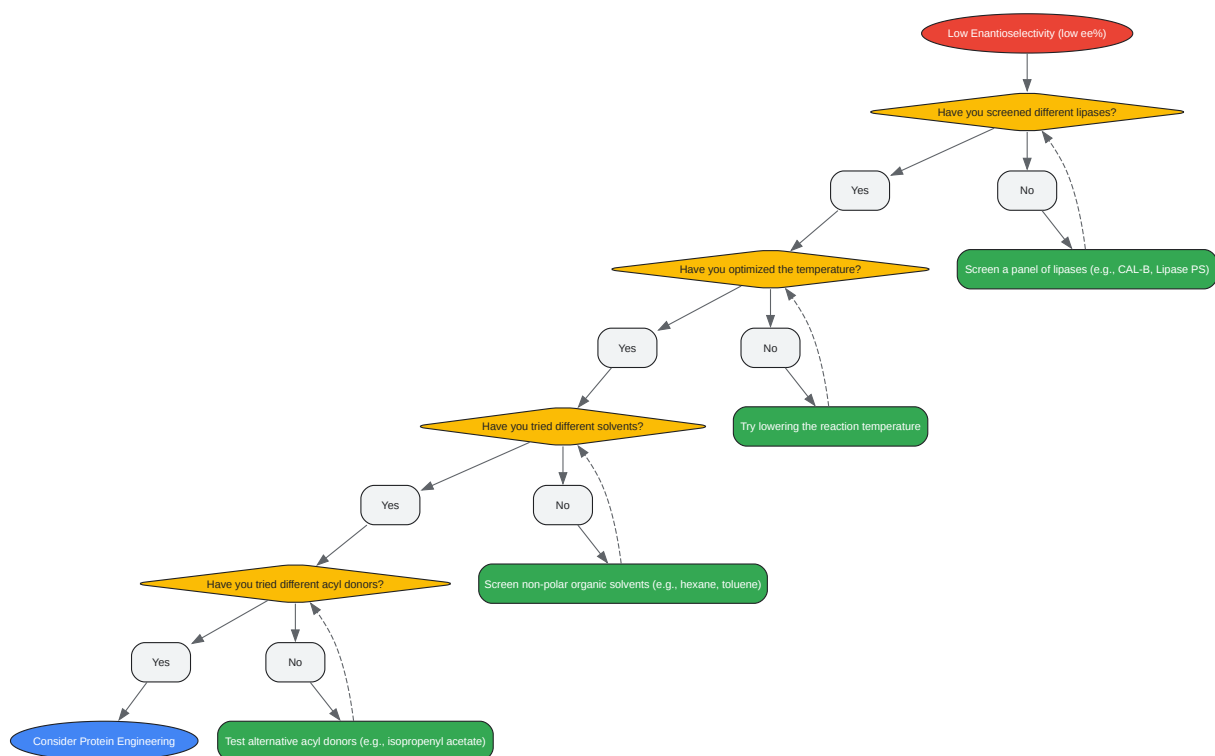 Low Enantioselectivity (low ee%)
Have you screened different lipases?
Yes
No
Have you optimized the temperature?
Screen a panel of lipases (e.g., CAL-B, Lipase PS)
Yes
No
Have you tried different solvents?
Try lowering the reaction temperature
Yes
No
Have you tried different acyl donors?
Screen non-polar organic solvents (e.g., hexane, toluene)
Yes
No
Consider Protein Engineering
Test alternative acyl donors (e.g., isopropenyl acetate)